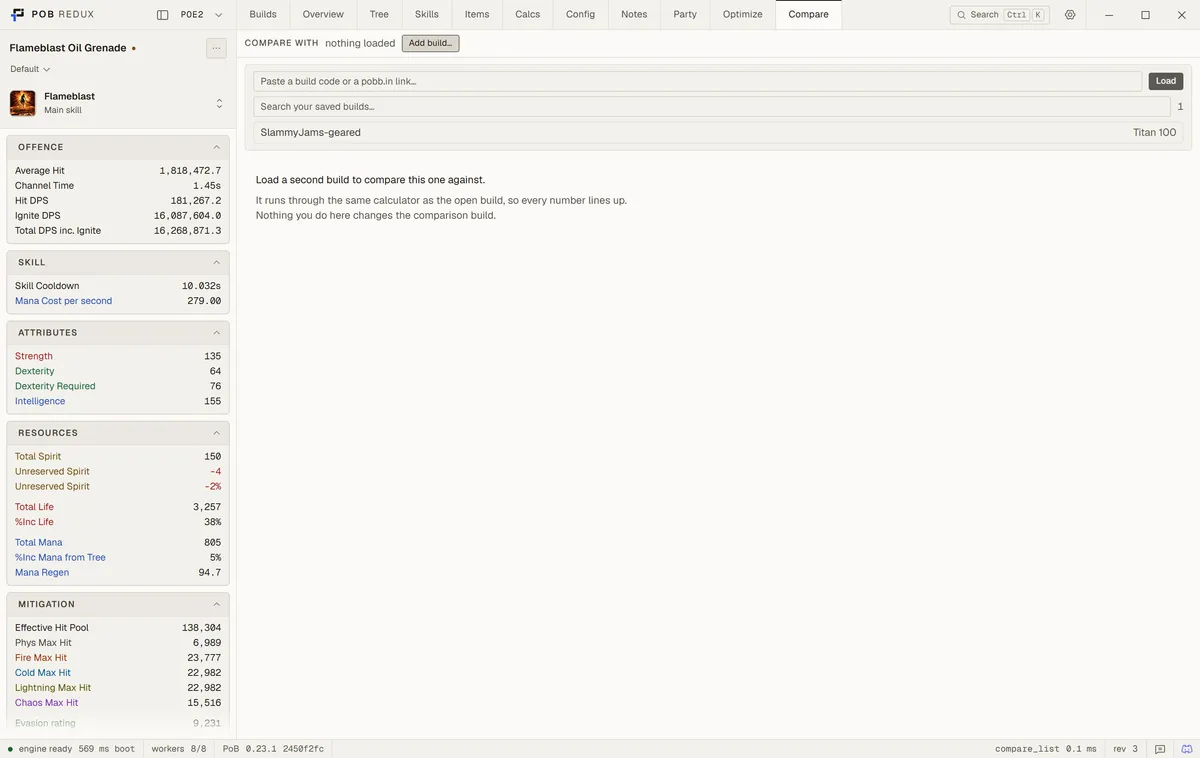 POB REDUX POE2 Builds Overview Tree Skills Items Calcs Config Notes Party Optimize Compare Search Ctrl K
Flameblast Oil Grenade
Default
Flameblast
Main skill
OFFENCE
Average Hit 1,818,472.7
Channel Time 1.45s
Hit DPS 181,267.2
Ignite DPS 16,087,604.0
Total DPS inc. Ignite 16,268,871.3
SKILL
Skill Cooldown 10.032s
Mana Cost per second 279.00
ATTRIBUTES
Strength 135
Dexterity 64
Dexterity Required 76
Intelligence 155
RESOURCES
Total Spirit 150
Unreserved Spirit -4
Unreserved Spirit -2%
Total Life 3,257
%Inc Life 38%
Total Mana 805
%Inc Mana from Tree 5%
Mana Regen 94.7
MITIGATION
Effective Hit Pool 138,304
Phys Max Hit 6,989
Fire Max Hit 23,777
Cold Max Hit 22,982
Lightning Max Hit 22,982
Chaos Max Hit 15,516
Evasion rating 9,231
COMPARE WITH nothing loaded Add build...
Paste a build code or a pobb.in link... Load
Search your saved builds... 1
SlammyJams-geared Titan 100
Load a second build to compare this one against.
It runs through the same calculator as the open build, so every number lines up.
Nothing you do here changes the comparison build.
engine ready 569 ms boot workers 8/8 PoB 0.23.1 2450f2fc compare_list 0.1 ms rev 3